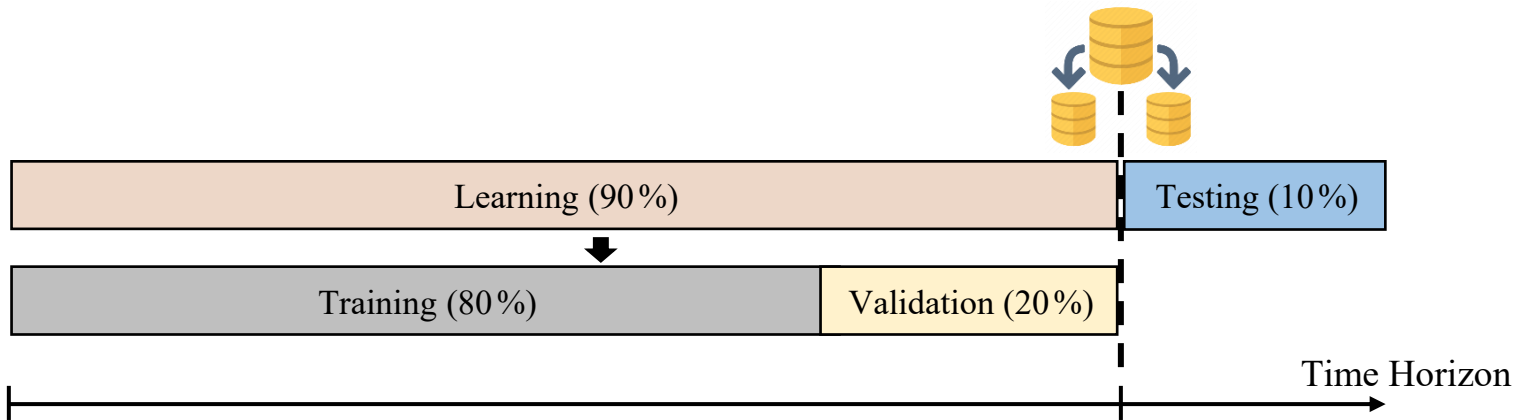 Learning (90%)
Testing (10%)
Training (80%)
Validation (20%)
Time Horizon